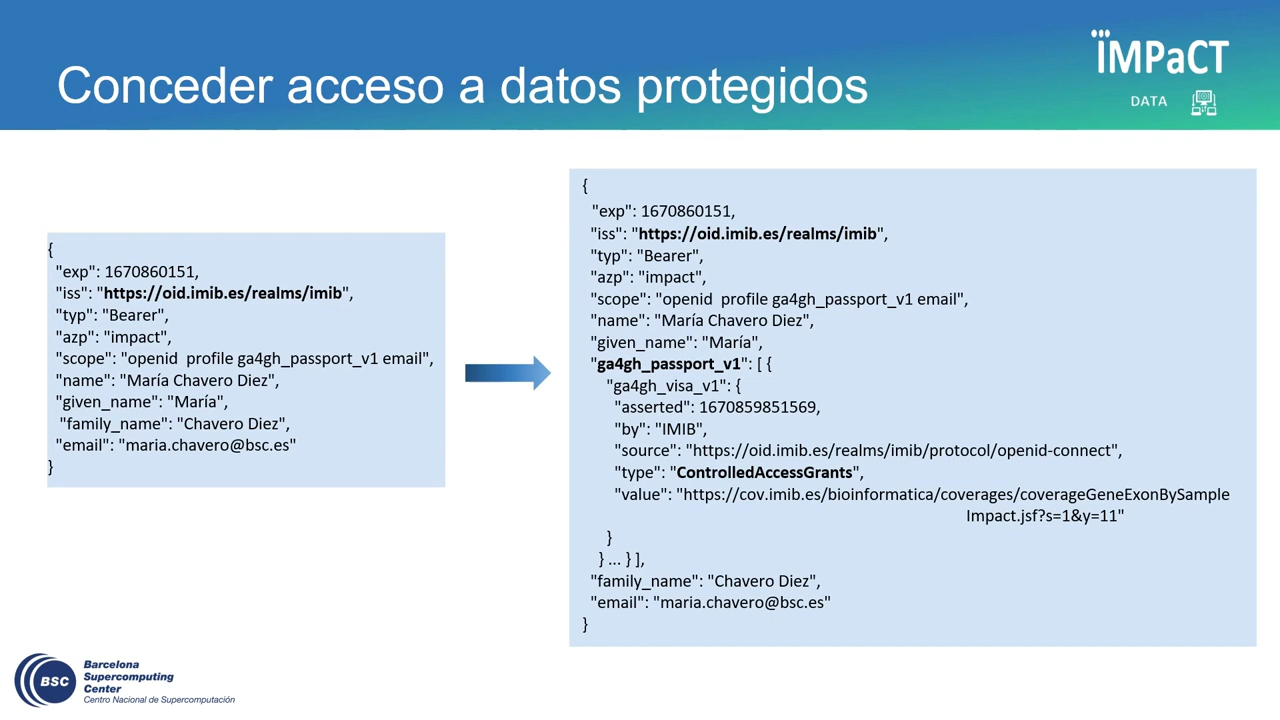 Conceder acceso a datos protegidos
IMPaCT
DATA
{
"exp": 1670860151,
"iss": "https://oid.imib.es/realms/imib",
"typ": "Bearer",
"azp": "impact",
"scope": "openid  profile ga4gh_passport_v1 email",
"name": "María Chavero Diez",
"given_name": "María",
"family_name": "Chavero Diez",
"email": "maria.chavero@bsc.es"
}
{
"exp": 1670860151,
"iss": "https://oid.imib.es/realms/imib",
"typ": "Bearer",
"azp": "impact",
"scope": "openid  profile ga4gh_passport_v1 email",
"name": "María Chavero Diez",
"given_name": "María",
"ga4gh_passport_v1": [ {
"ga4gh_visa_v1": {
"asserted": 1670859851569,
"by": "IMIB",
"source": "https://oid.imib.es/realms/imib/protocol/openid-connect",
"type": "ControlledAccessGrants",
"value": "https://cov.imib.es/bioinformatica/coverages/coverageGeneExonBySample
Impact.jsf?s=1&y=11"
}
} ... } ],
"family_name": "Chavero Diez",
"email": "maria.chavero@bsc.es"
}
BSC
Barcelona
Supercomputing
Center
Centro Nacional de Supercomputación